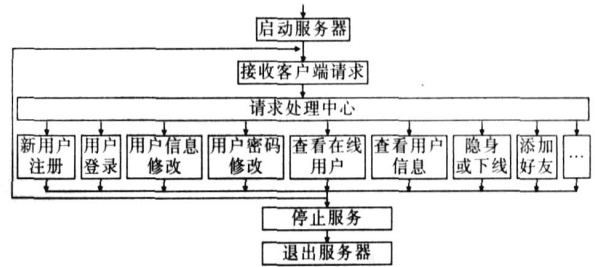 启动服务器
接收客户端请求
请求处理中心
新用户
注册
用户
登录
用户信息
修改
用户密码
修改
查看在线
用户
查看用户
信息
隐身
或下线
添加
好友
…
停止服务
退出服务器